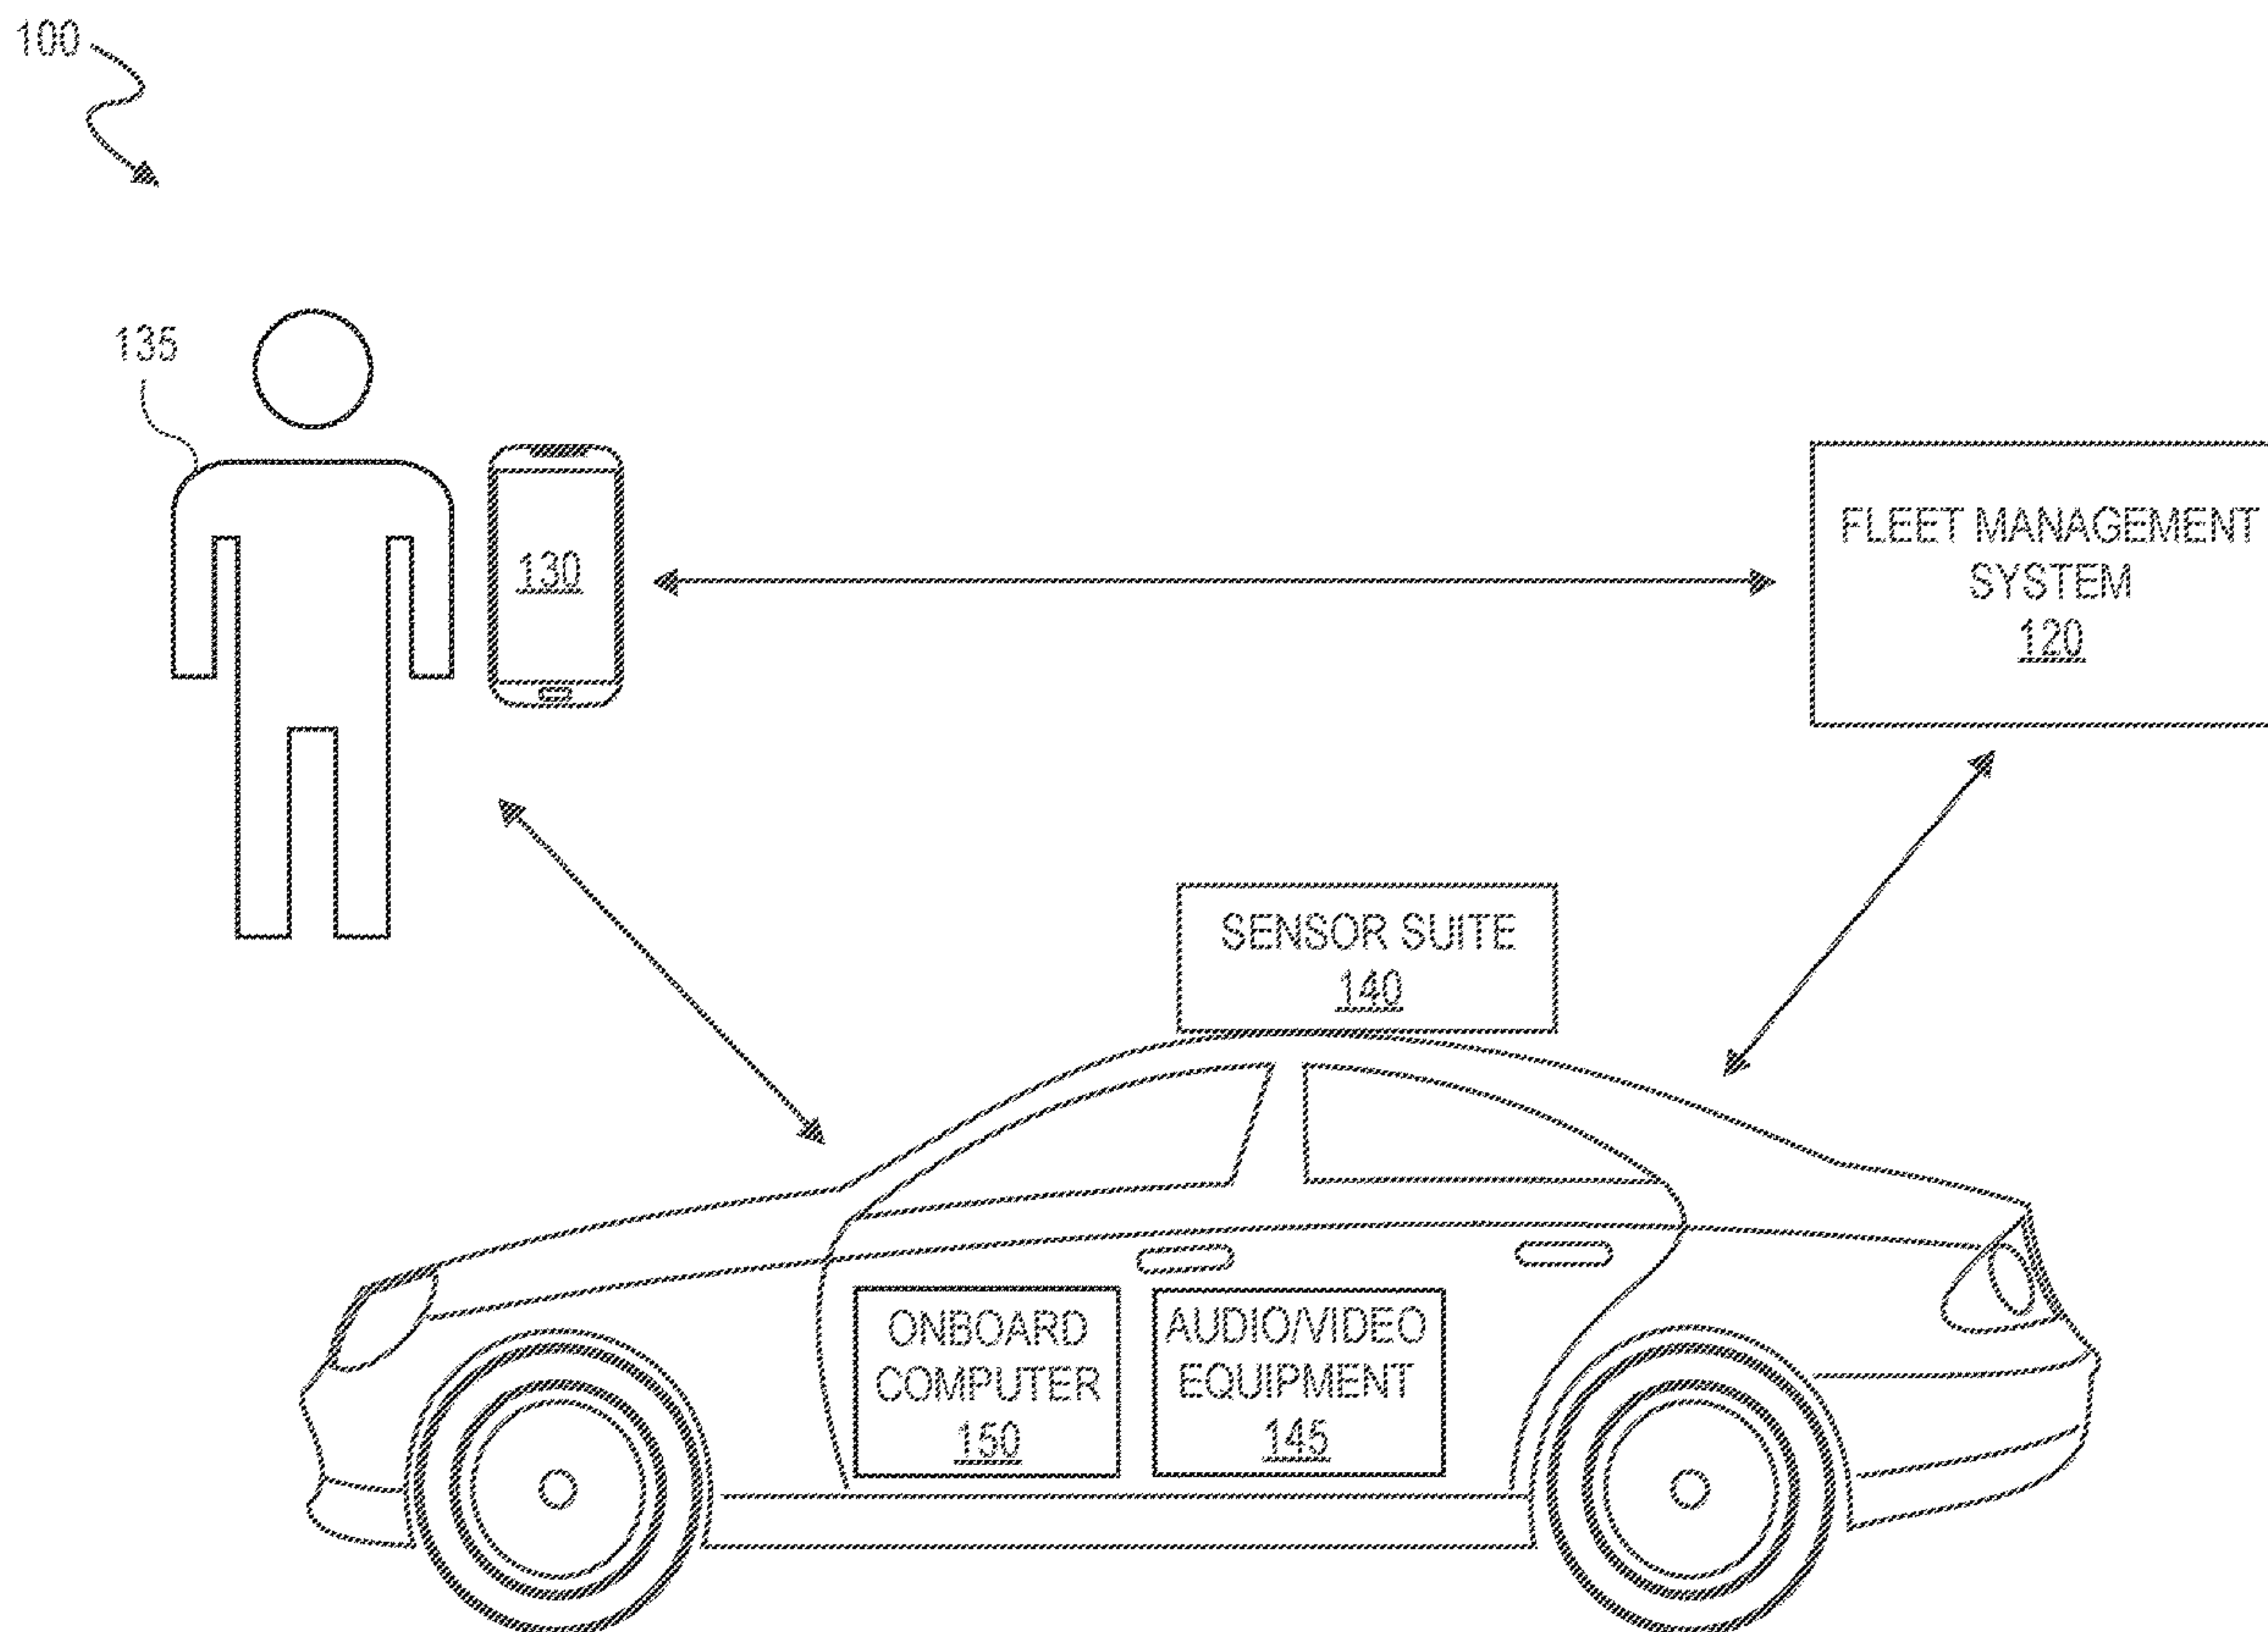 100
135
130
FLEET MANAGEMENT
SYSTEM
120
SENSOR SUITE
140
ONBOARD
COMPUTER
150
AUDIO/VIDEO
EQUIPMENT
145